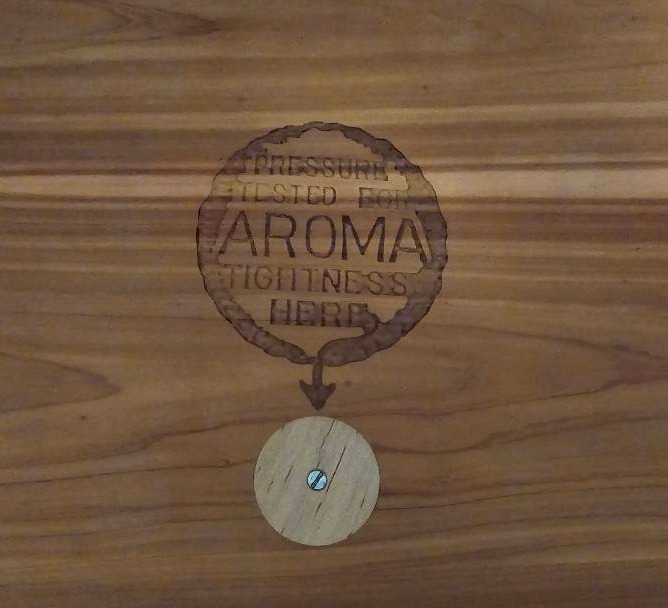 PRESSURE
TESTED FOR
AROMA
TIGHTNESS
HERE